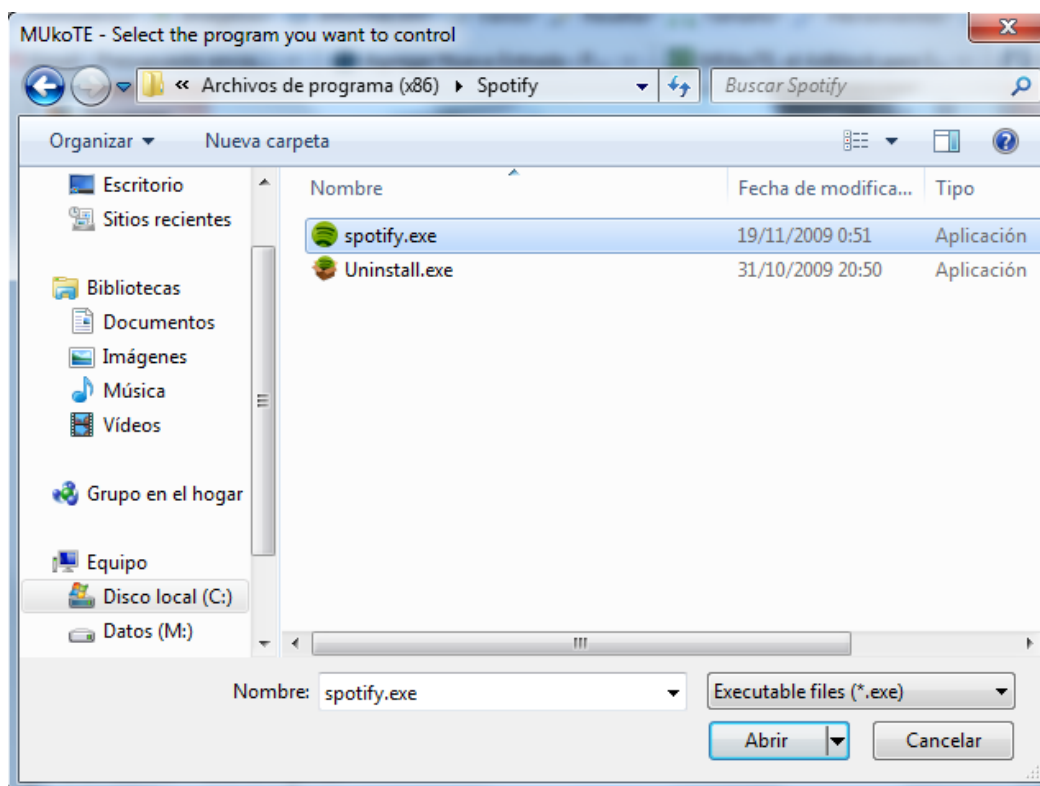 MUkoTE - Select the program you want to control
« Archivos de programa (x86) Spotify
Buscar Spotify
Organizar Nueva carpeta
Escritorio
Sitios recientes
Bibliotecas
Documentos
Imágenes
Música
Vídeos
Grupo en el hogar
Equipo
Disco local (C:)
Datos (M:)
Nombre Fecha de modifica... Tipo
spotify.exe 19/11/2009 0:51 Aplicación
Uninstall.exe 31/10/2009 20:50 Aplicación
Nombre: spotify.exe Executable files (*.exe)
Abrir Cancelar